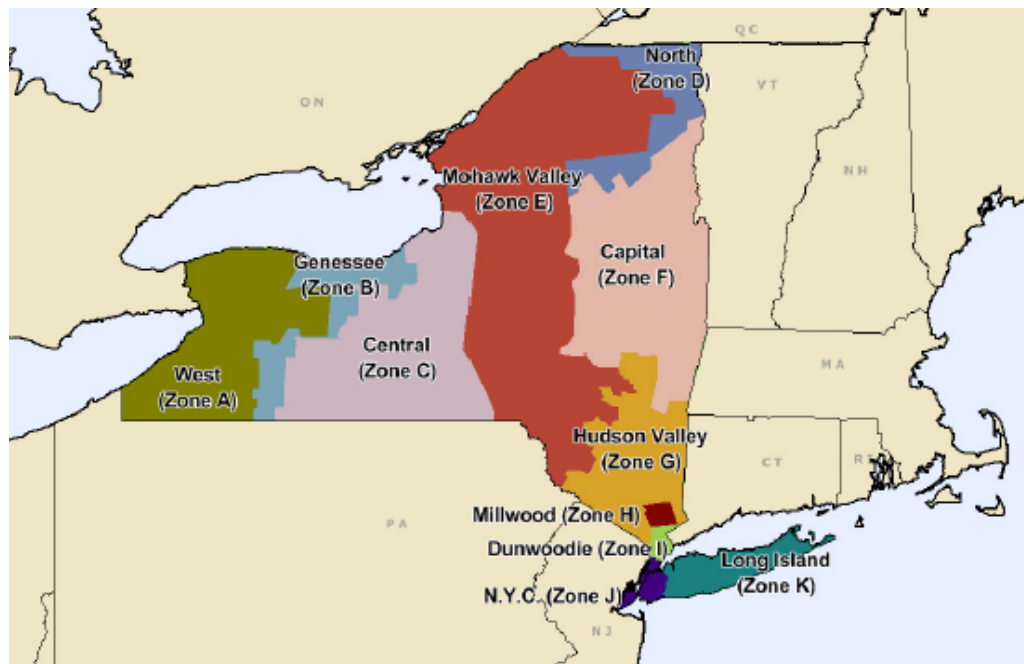 QC
North
(Zone D)
VT
ON
NH
Mohawk Valley
(Zone E)
Capital
(Zone F)
Genessee
(Zone B)
Central
(Zone C)
MA
West
(Zone A)
Hudson Valley
(Zone G)
CT
RI
PA
Millwood (Zone H)
Dunwoodie (Zone I)
Long Island
(Zone K)
N.Y.C. (Zone J)
NJ